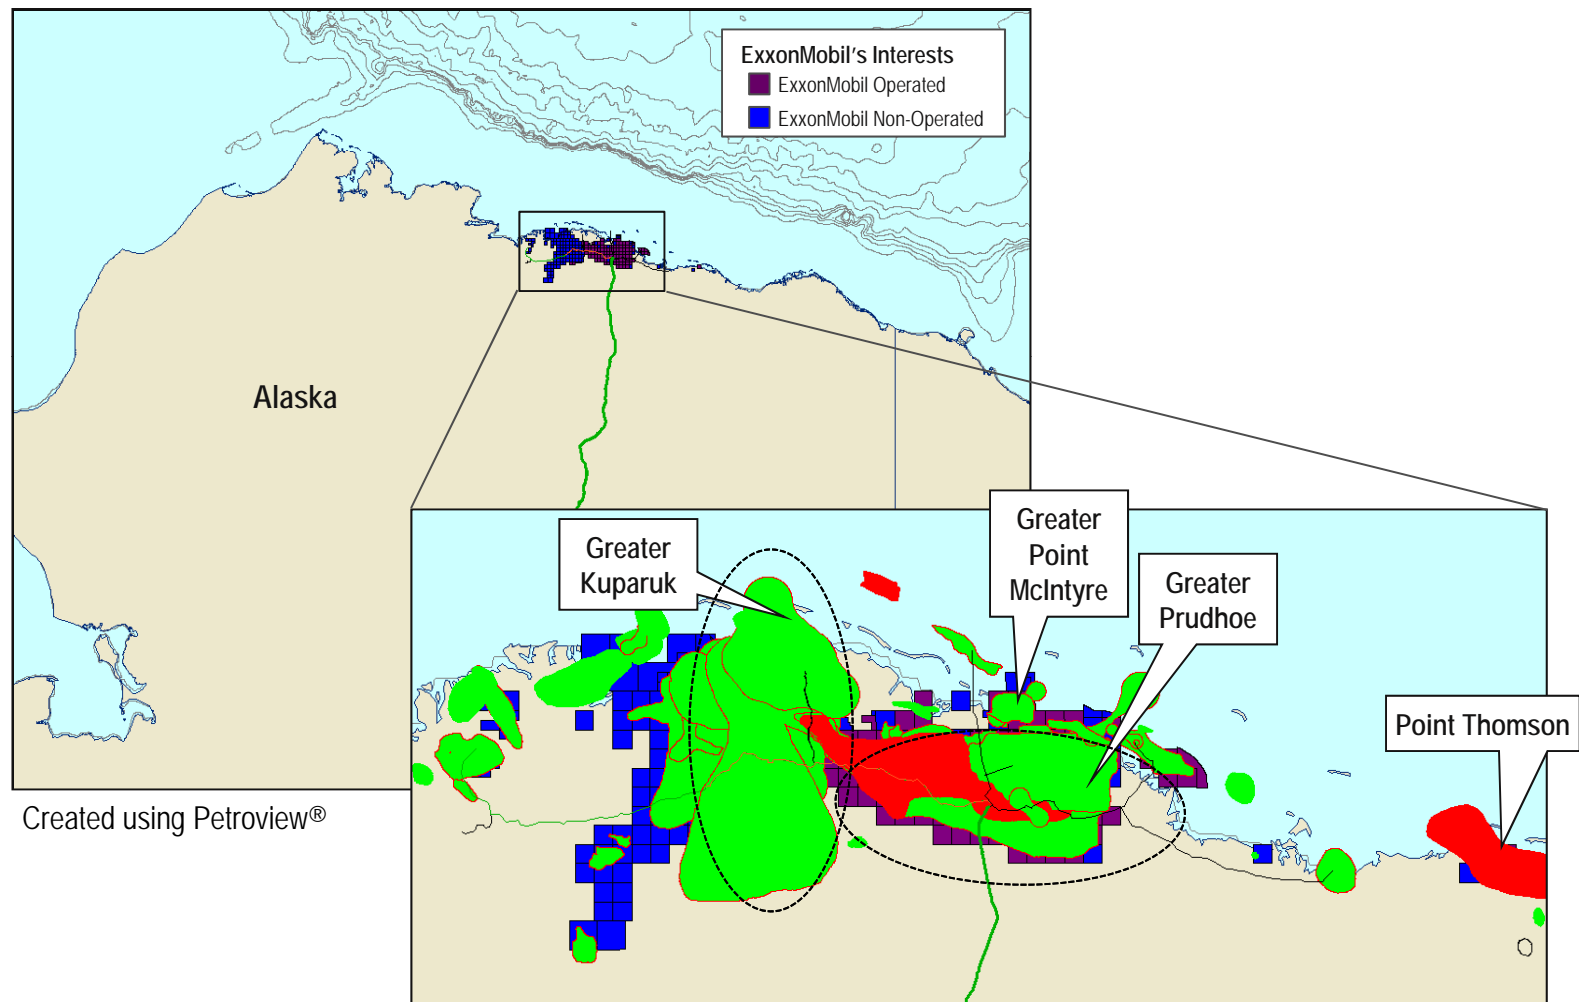 ExxonMobil's Interests
ExxonMobil Operated
ExxonMobil Non-Operated
Alaska
Greater
Kuparuk
Greater
Point
McIntyre
Greater
Prudhoe
Point Thomson
Created using Petroview®